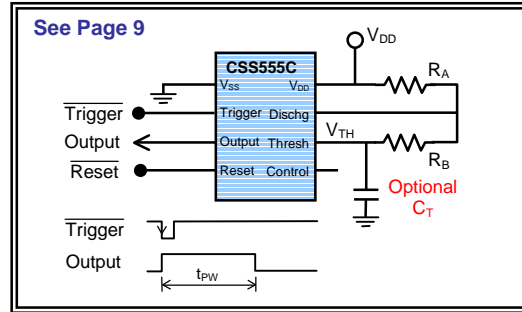 See Page 9
V_DD
CSS555C
V_SS V_DD
R_A
Trigger
Trigger Dischg
Output
Output Thresh
V_TH
R_B
Reset
Reset Control
Optional
C_T
Trigger
Output
t_PW